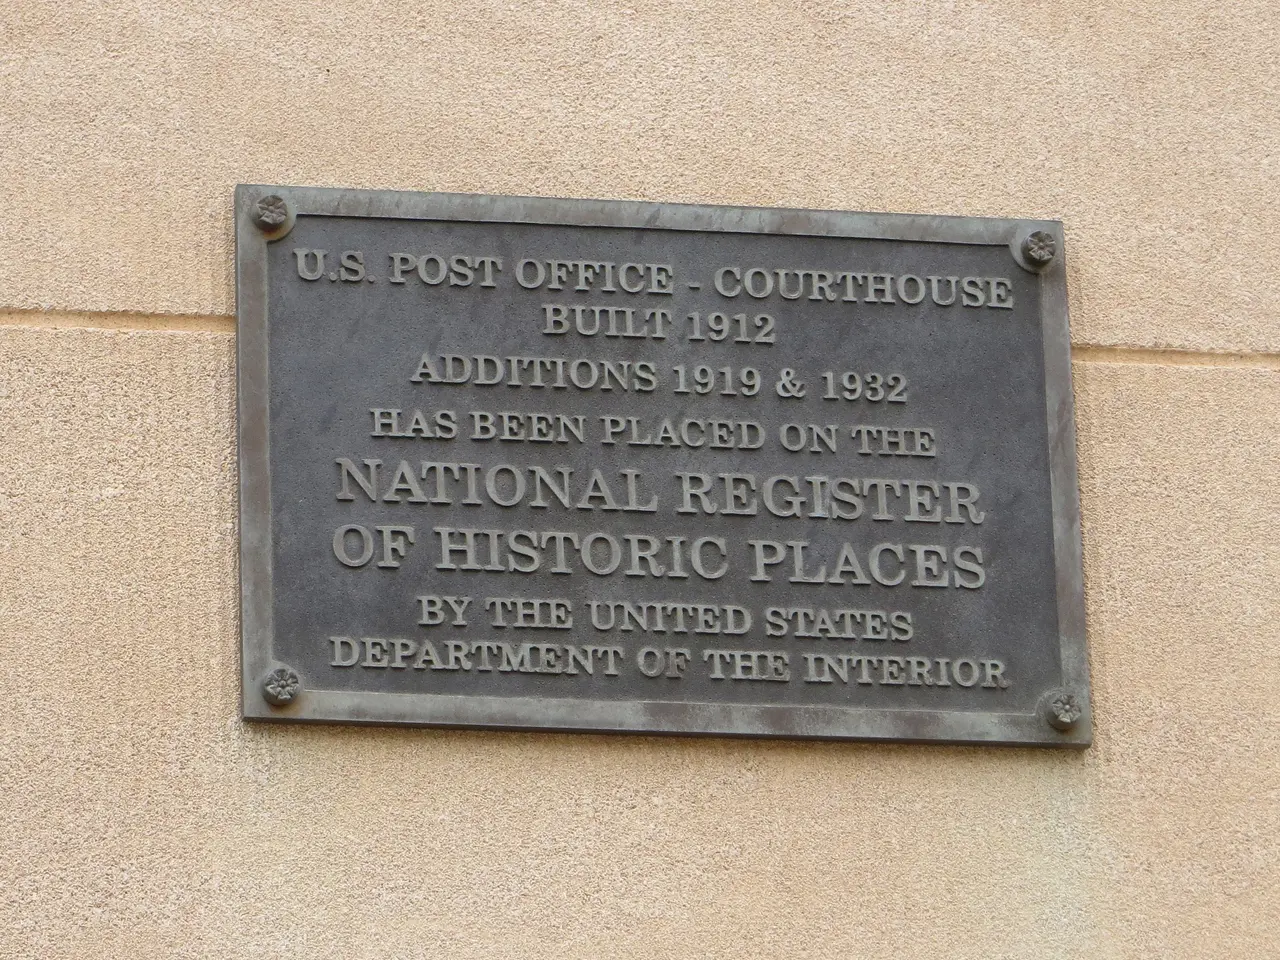 U.S. POST OFFICE - COURTHOUSE
BUILT 1912
ADDITIONS 1919 & 1932
HAS BEEN PLACED ON THE
NATIONAL REGISTER
OF HISTORIC PLACES
BY THE UNITED STATES
DEPARTMENT OF THE INTERIOR